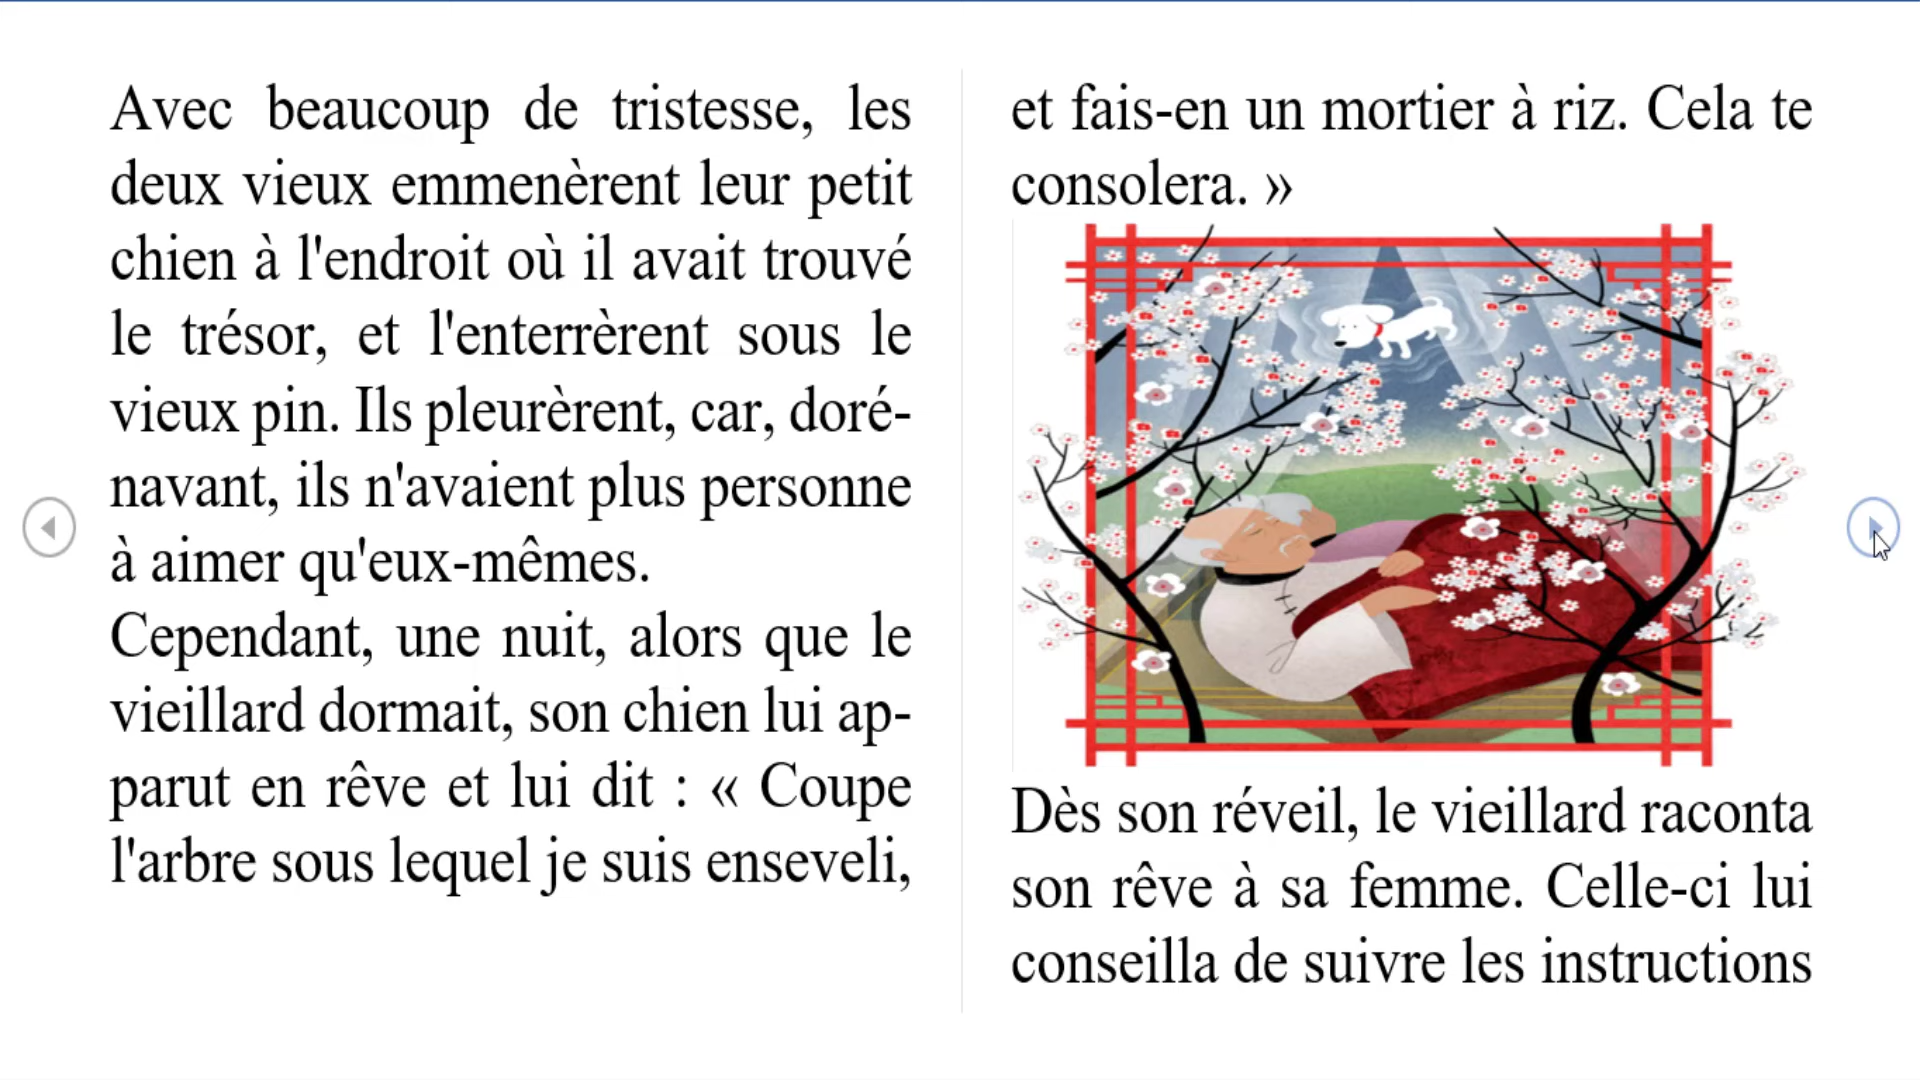 Avec beaucoup de tristesse, les
deux vieux emmenèrent leur petit
chien à l'endroit où il avait trouvé
le trésor, et l'enterrèrent sous le
vieux pin. Ils pleurèrent, car, doré-
navant, ils n'avaient plus personne
à aimer qu'eux-mêmes.
Cependant, une nuit, alors que le
vieillard dormait, son chien lui ap-
parut en rêve et lui dit : « Coupe
l'arbre sous lequel je suis enseveli,
et fais-en un mortier à riz. Cela te
consolera. »
Dès son réveil, le vieillard raconta
son rêve à sa femme. Celle-ci lui
conseilla de suivre les instructions